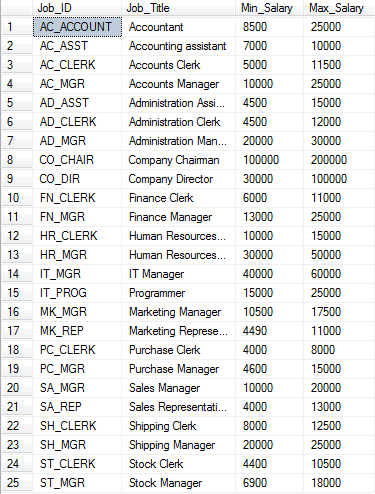 Job_ID Job_Title Min_Salary Max_Salary
1 AC_ACCOUNT Accountant 8500 25000
2 AC_ASST Accounting assistant 7000 10000
3 AC_CLERK Accounts Clerk 5000 11500
4 AC_MGR Accounts Manager 10000 25000
5 AD_ASST Administration Assi... 4500 15000
6 AD_CLERK Administration Clerk 4500 12000
7 AD_MGR Administration Man... 20000 30000
8 CO_CHAIR Company Chairman 100000 200000
9 CO_DIR Company Director 30000 100000
10 FN_CLERK Finance Clerk 6000 11000
11 FN_MGR Finance Manager 13000 25000
12 HR_CLERK Human Resources... 10000 15000
13 HR_MGR Human Resources... 30000 50000
14 IT_MGR IT Manager 40000 60000
15 IT_PROG Programmer 15000 25000
16 MK_MGR Marketing Manager 10500 17500
17 MK_REP Marketing Represe... 4490 11000
18 PC_CLERK Purchase Clerk 4000 8000
19 PC_MGR Purchase Manager 4600 15000
20 SA_MGR Sales Manager 10000 20000
21 SA_REP Sales Representati... 4000 13000
22 SH_CLERK Shipping Clerk 8000 12500
23 SH_MGR Shipping Manager 20000 25000
24 ST_CLERK Stock Clerk 4400 10500
25 ST_MGR Stock Manager 6900 18000